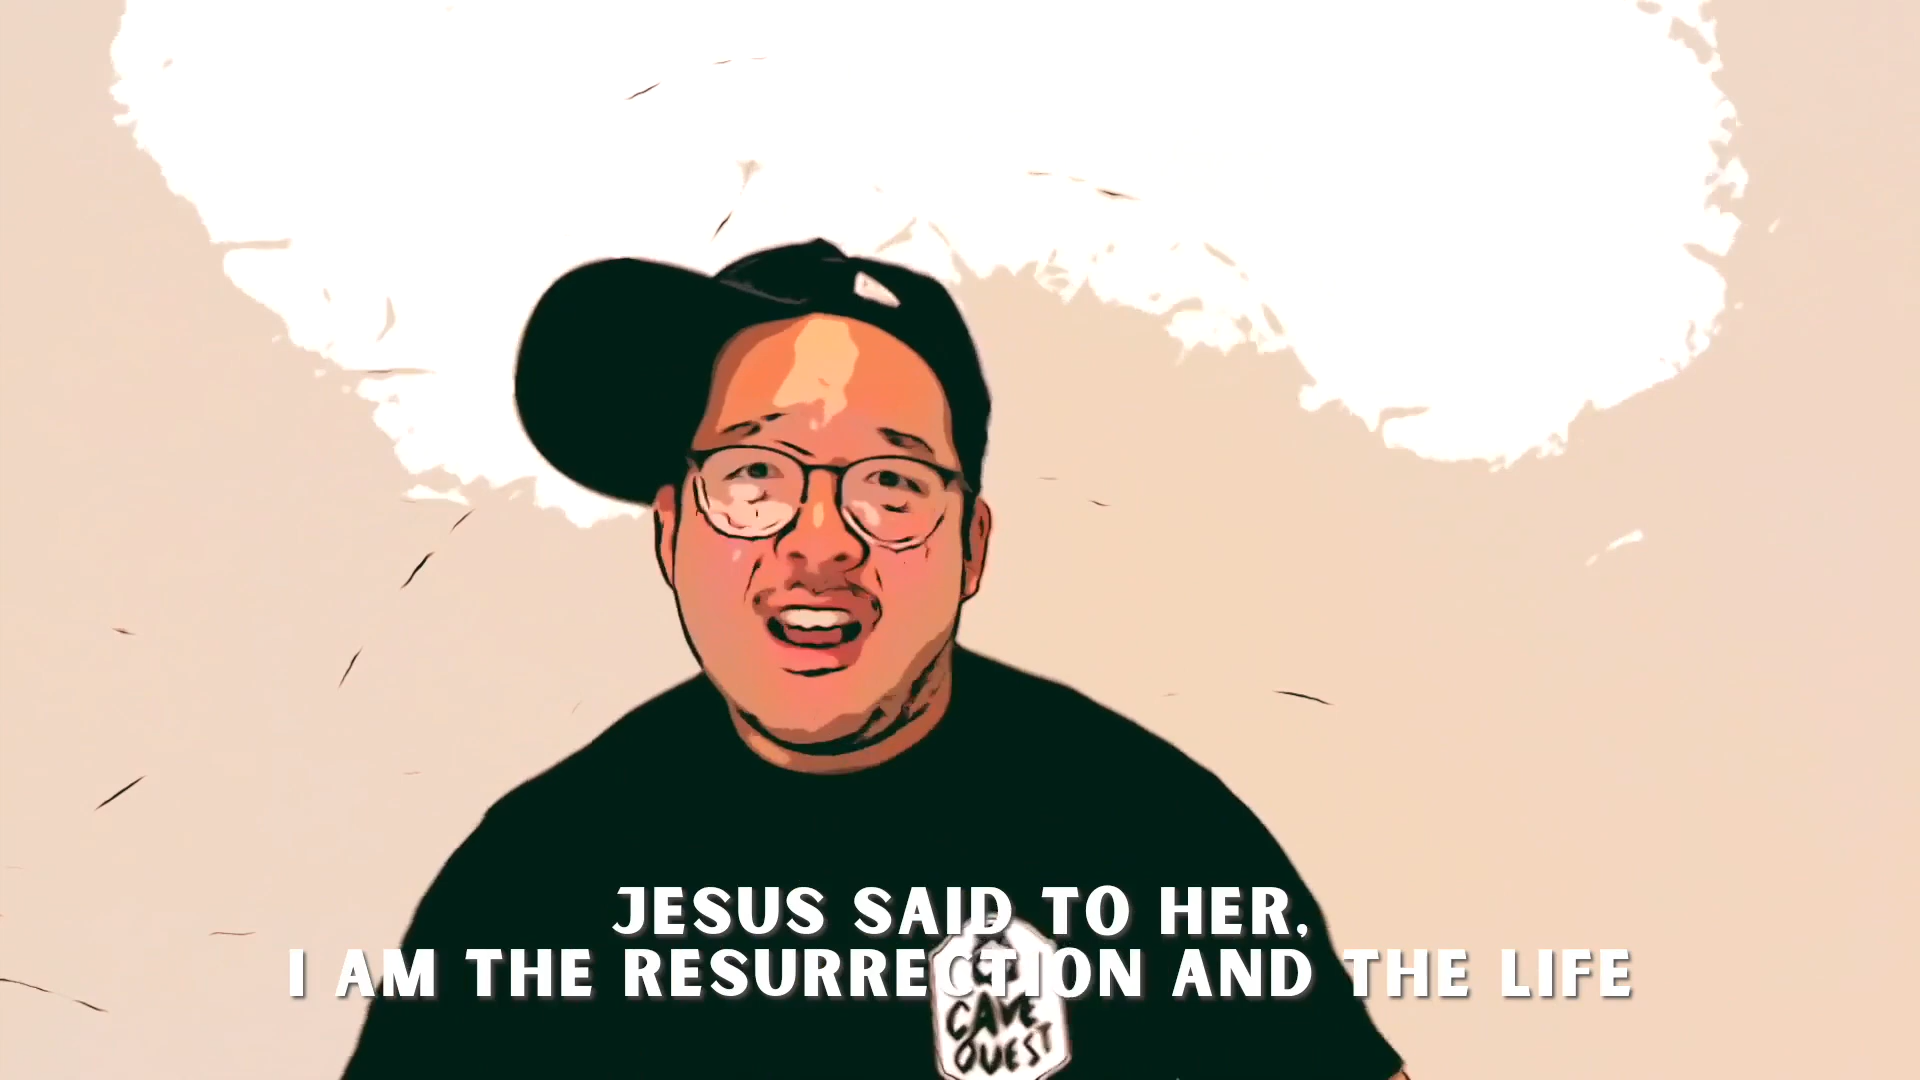 JESUS SAID TO HER,
I AM THE RESURRECTION AND THE LIFE
CAVE
QUEST